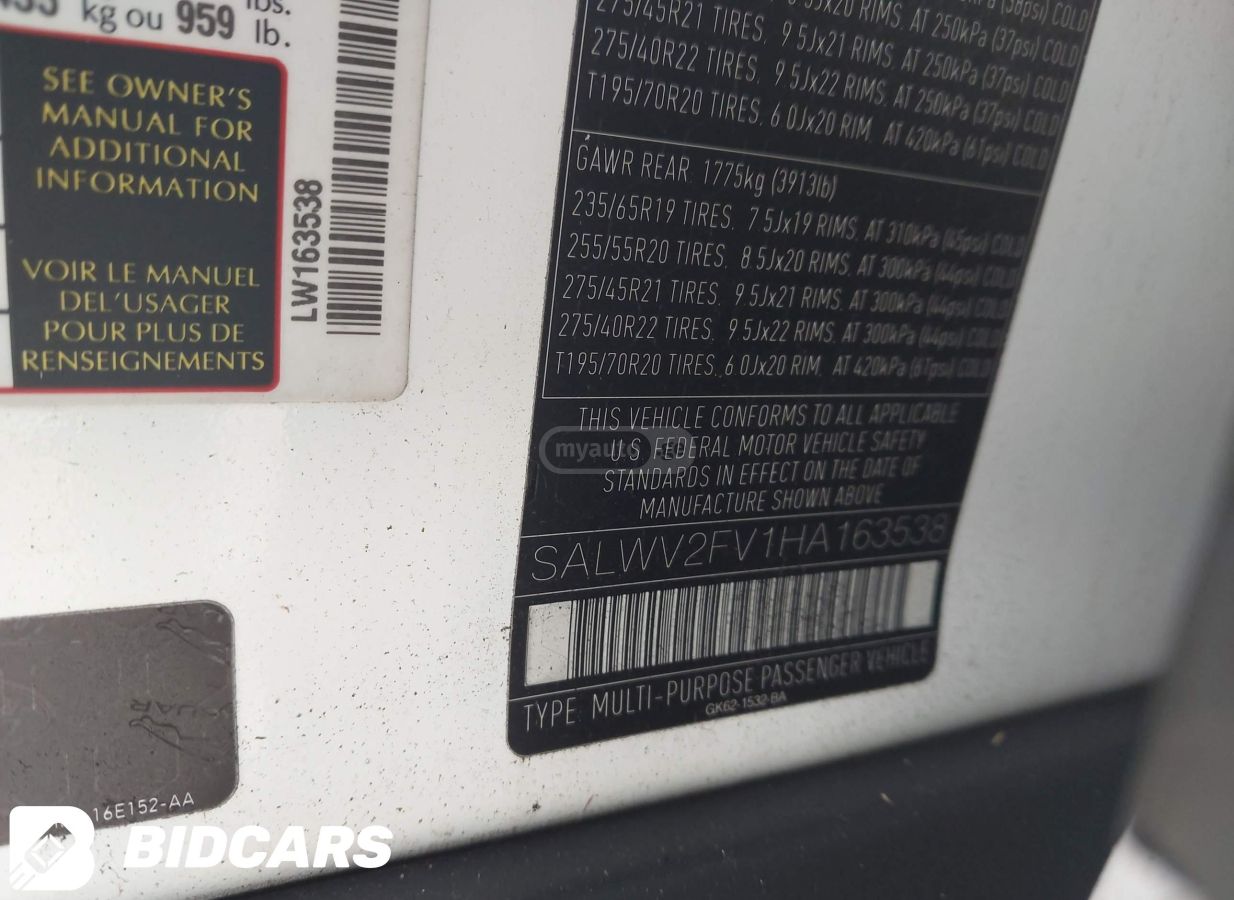 lbs.
kg ou 959 lb.
SEE OWNER'S
MANUAL FOR
ADDITIONAL
INFORMATION
VOIR LE MANUEL
DEL'USAGER
POUR PLUS DE
RENSEIGNEMENTS
LW163538
275/45R21 TIRES. 9.5Jx21 RIMS. AT 250kPa (37psi) COLD
275/40R22 TIRES. 9.5Jx22 RIMS. AT 250kPa (37psi) COLD
T195/70R20 TIRES. 6.0Jx20 RIM. AT 420kPa (61psi) COLD
GAWR REAR 1775kg (3913lb)
235/65R19 TIRES. 7.5Jx19 RIMS. AT 310kPa (45psi) COLD
255/55R20 TIRES. 8.5Jx20 RIMS. AT 300kPa (44psi) COLD
275/45R21 TIRES. 9.5Jx21 RIMS. AT 300kPa (44psi) COLD
275/40R22 TIRES. 9.5Jx22 RIMS. AT 300kPa (44psi) COLD
T195/70R20 TIRES. 6.0Jx20 RIM. AT 420kPa (61psi) COLD
THIS VEHICLE CONFORMS TO ALL APPLICABLE
U.S. FEDERAL MOTOR VEHICLE SAFETY
STANDARDS IN EFFECT ON THE DATE OF
MANUFACTURE SHOWN ABOVE
myauto
SALWV2FV1HA163538
TYPE MULTI-PURPOSE PASSENGER VEHICLE
GK62-1532-BA
16E152-AA
BIDCARS